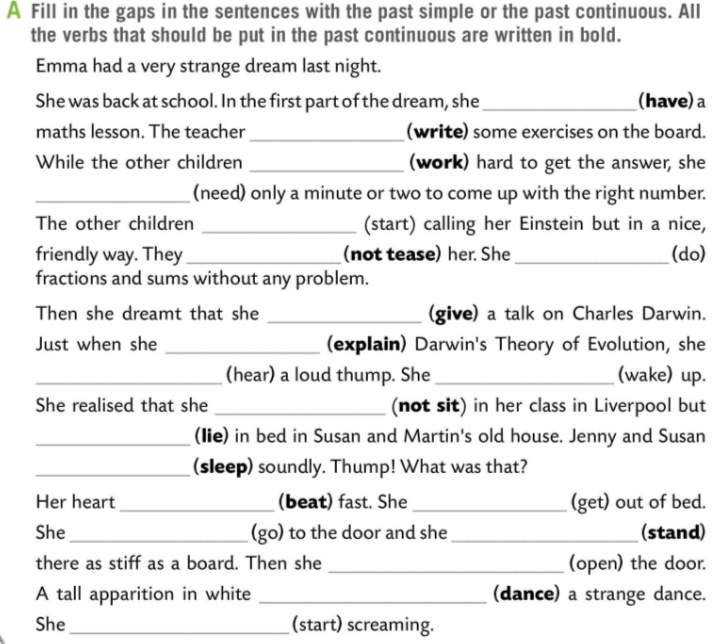 A Fill in the gaps in the sentences with the past simple or the past continuous. All
the verbs that should be put in the past continuous are written in bold.
Emma had a very strange dream last night.
She was back at school. In the first part of the dream, she ____________ (have) a
maths lesson. The teacher ____________ (write) some exercises on the board.
While the other children ____________ (work) hard to get the answer, she
____________ (need) only a minute or two to come up with the right number.
The other children ____________ (start) calling her Einstein but in a nice,
friendly way. They ____________ (not tease) her. She ____________ (do)
fractions and sums without any problem.
Then she dreamt that she ____________ (give) a talk on Charles Darwin.
Just when she ____________ (explain) Darwin's Theory of Evolution, she
____________ (hear) a loud thump. She ____________ (wake) up.
She realised that she ____________ (not sit) in her class in Liverpool but
____________ (lie) in bed in Susan and Martin's old house. Jenny and Susan
____________ (sleep) soundly. Thump! What was that?
Her heart ____________ (beat) fast. She ____________ (get) out of bed.
She ____________ (go) to the door and she ____________ (stand)
there as stiff as a board. Then she ____________ (open) the door.
A tall apparition in white ____________ (dance) a strange dance.
She ____________ (start) screaming.